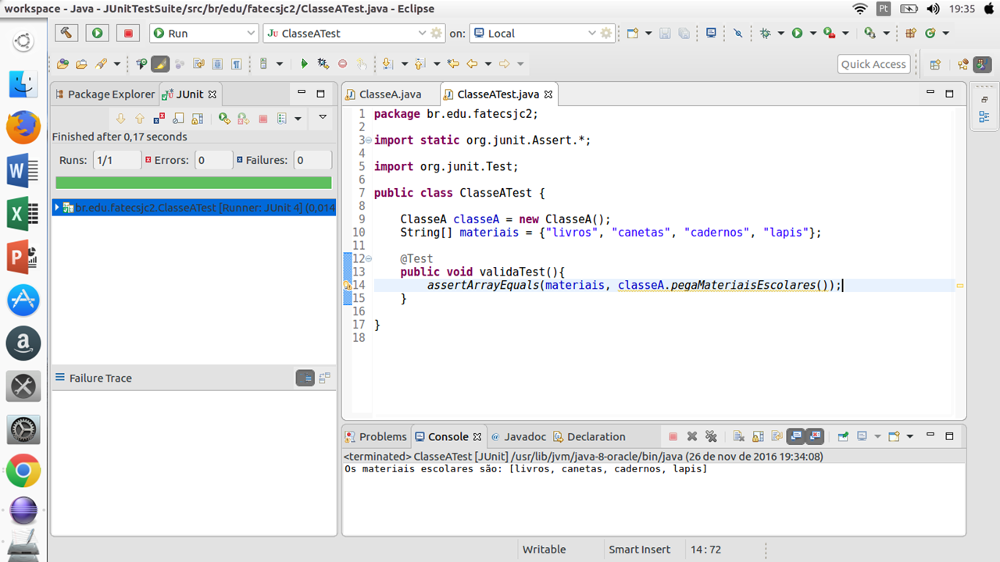 workspace - Java - JUnitTestSuite/src/br/edu/fatecsjc2/ClasseATest.java - Eclipse
Pt
19:35
Run
Ju ClasseATest
on:
Local
Quick Access
Package Explorer
JUnit
ClasseA.java
ClasseATest.java
Finished after 0,17 seconds
Runs: 1/1
Errors: 0
Failures: 0
br.edu.fatecsjc2.ClasseATest [Runner: JUnit 4] (0,014
Failure Trace
1 package br.edu.fatecsjc2;
2
3 import static org.junit.Assert.*;
4
5 import org.junit.Test;
6
7 public class ClasseATest {
8
9 ClasseA classeA = new ClasseA();
10 String[] materiais = {"livros", "canetas", "cadernos", "lapis"};
11
12 @Test
13 public void validaTest(){
14 assertArrayEquals(materiais, classeA.pegaMateriaisEscolares());
15 }
16
17 }
18
Problems
Console
@ Javadoc
Declaration
<terminated> ClasseATest [JUnit] /usr/lib/jvm/java-8-oracle/bin/java (26 de nov de 2016 19:34:08)
Os materiais escolares são: [livros, canetas, cadernos, lapis]
Writable
Smart Insert
14 : 72